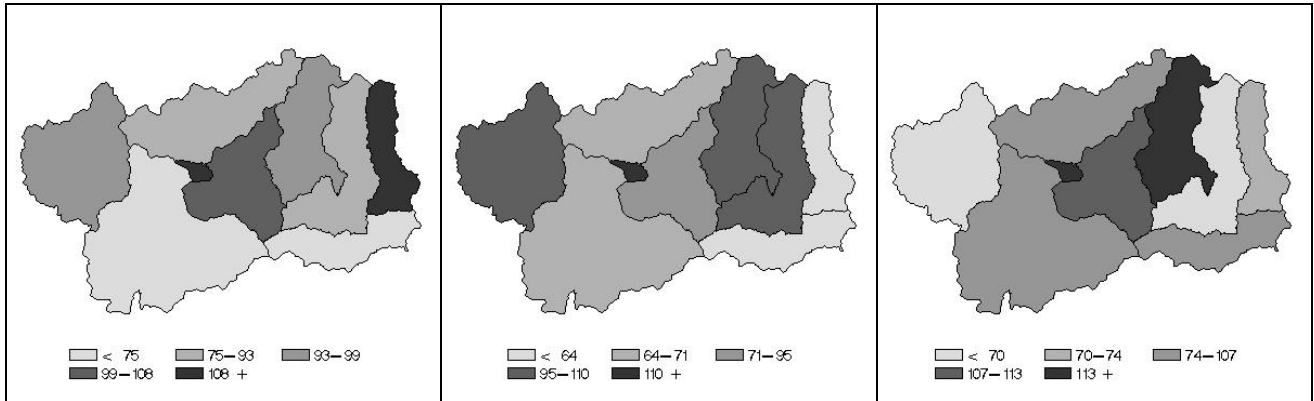 < 75 75-93 93-99
99-108 108 +
< 64 64-71 71-95
95-110 110 +
< 70 70-74 74-107
107-113 113 +